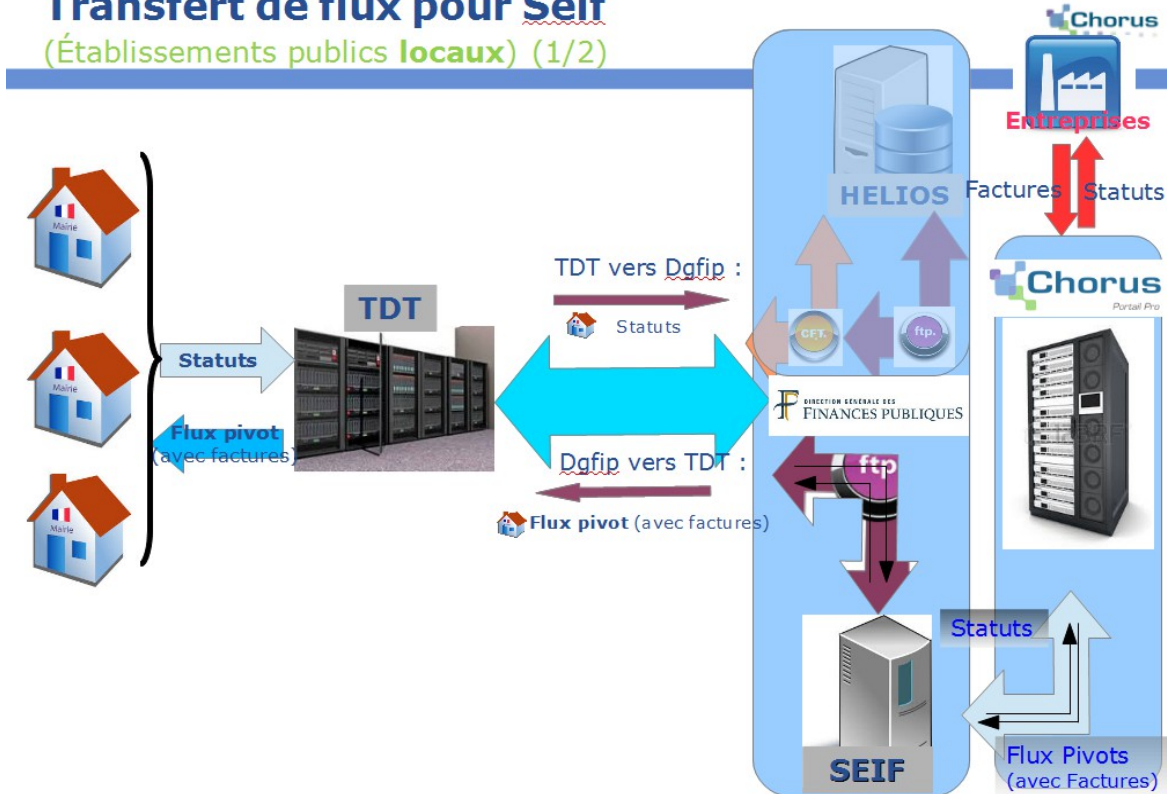 Transfert de flux pour Seif
(Établissements publics locaux) (1/2)
Chorus
Entreprises
HELIOS
Factures
Statuts
TDT vers Dgfip :
Statuts
TDT
Chorus
Portail Pro
CFT.
ftp.
Mairie
Mairie
Mairie
Statuts
Flux pivot
(avec factures)
DIRECTION GÉNÉRALE DES
FINANCES PUBLIQUES
Dgfip vers TDT :
ftp
Flux pivot (avec factures)
Statuts
SEIF
Flux Pivots
(avec Factures)